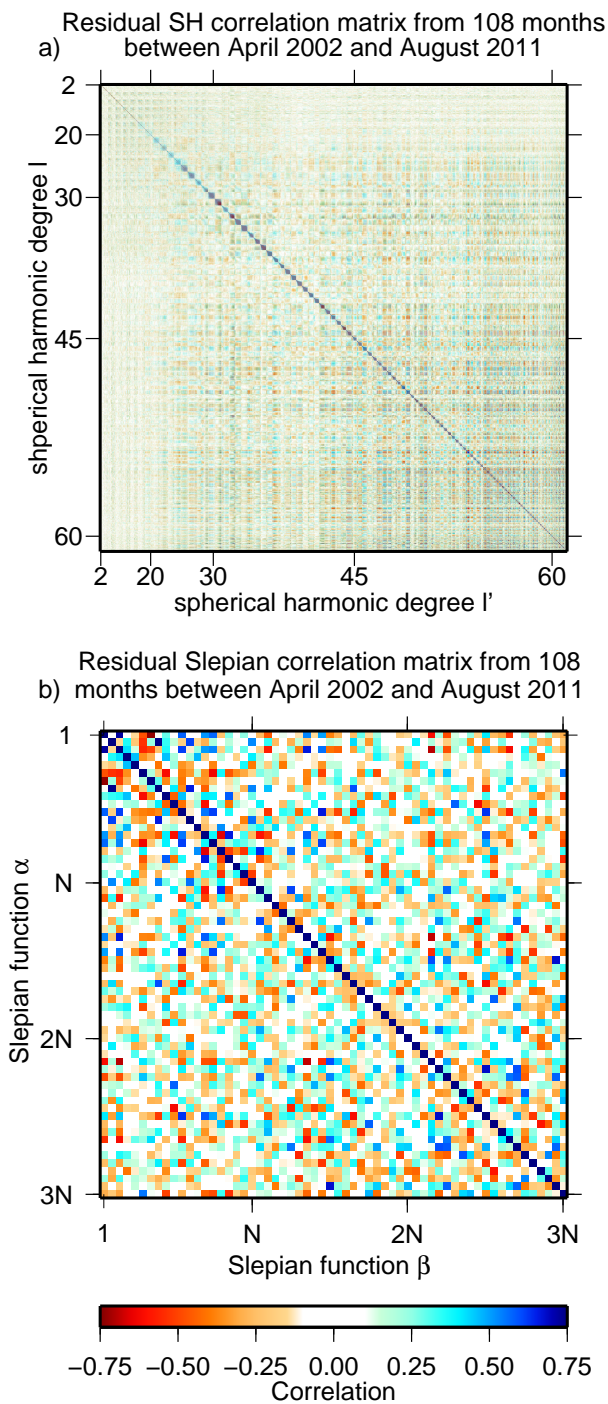 Residual SH correlation matrix from 108 months
a) between April 2002 and August 2011
2
20
30
45
60
shperical harmonic degree l
2 20 30 45 60
spherical harmonic degree l'
Residual Slepian correlation matrix from 108
b) months between April 2002 and August 2011
1
N
2N
3N
Slepian function α
1 N 2N 3N
Slepian function β
−0.75 −0.50 −0.25 0.00 0.25 0.50 0.75
Correlation